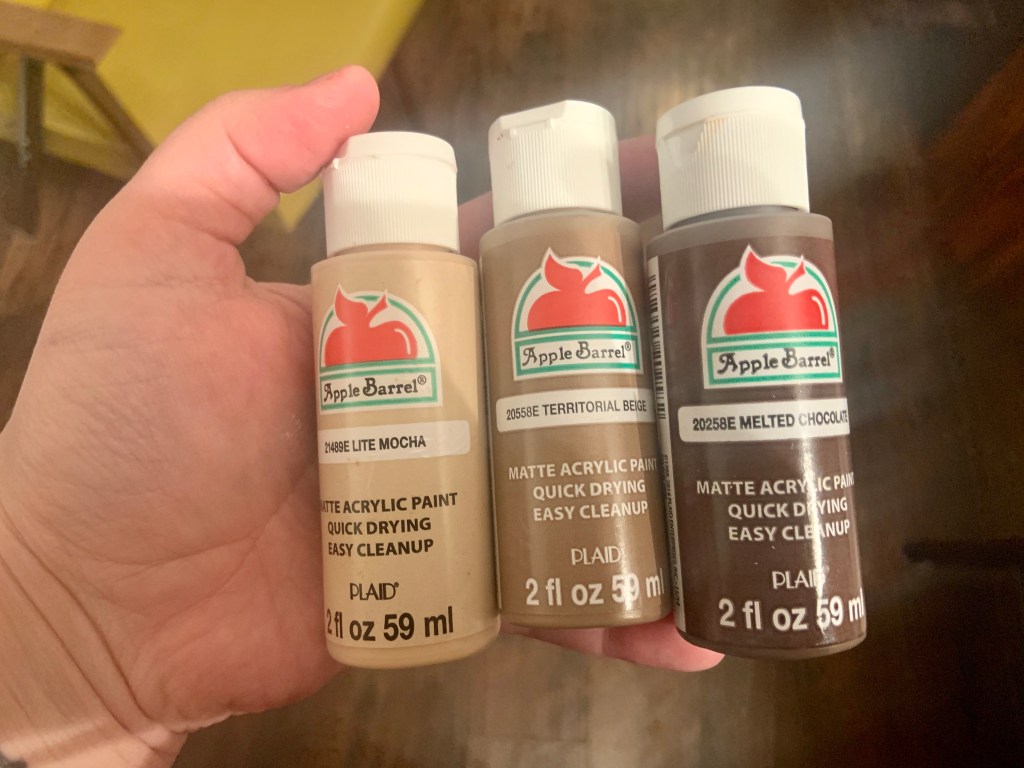 Apple Barrel®
21489E LITE MOCHA
MATTE ACRYLIC PAINT
QUICK DRYING
EASY CLEANUP
PLAID®
2 fl oz 59 ml
Apple Barrel®
20558E TERRITORIAL BEIGE
MATTE ACRYLIC PAINT
QUICK DRYING
EASY CLEANUP
PLAID
2 fl oz 59 ml
Apple Barrel®
20258E MELTED CHOCOLATE
MATTE ACRYLIC PAINT
QUICK DRYING
EASY CLEANUP
PLAID
2 fl oz 59 ml